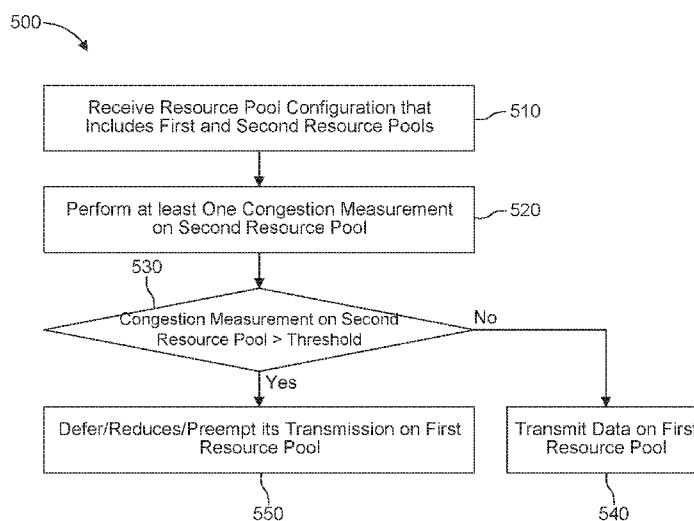 500
Receive Resource Pool Configuration that
Includes First and Second Resource Pools
510
Perform at least One Congestion Measurement
on Second Resource Pool
520
530
Congestion Measurement on Second
Resource Pool > Threshold
No
Yes
Defer/Reduces/Preempt its Transmission on First
Resource Pool
Transmit Data on First
Resource Pool
550
540